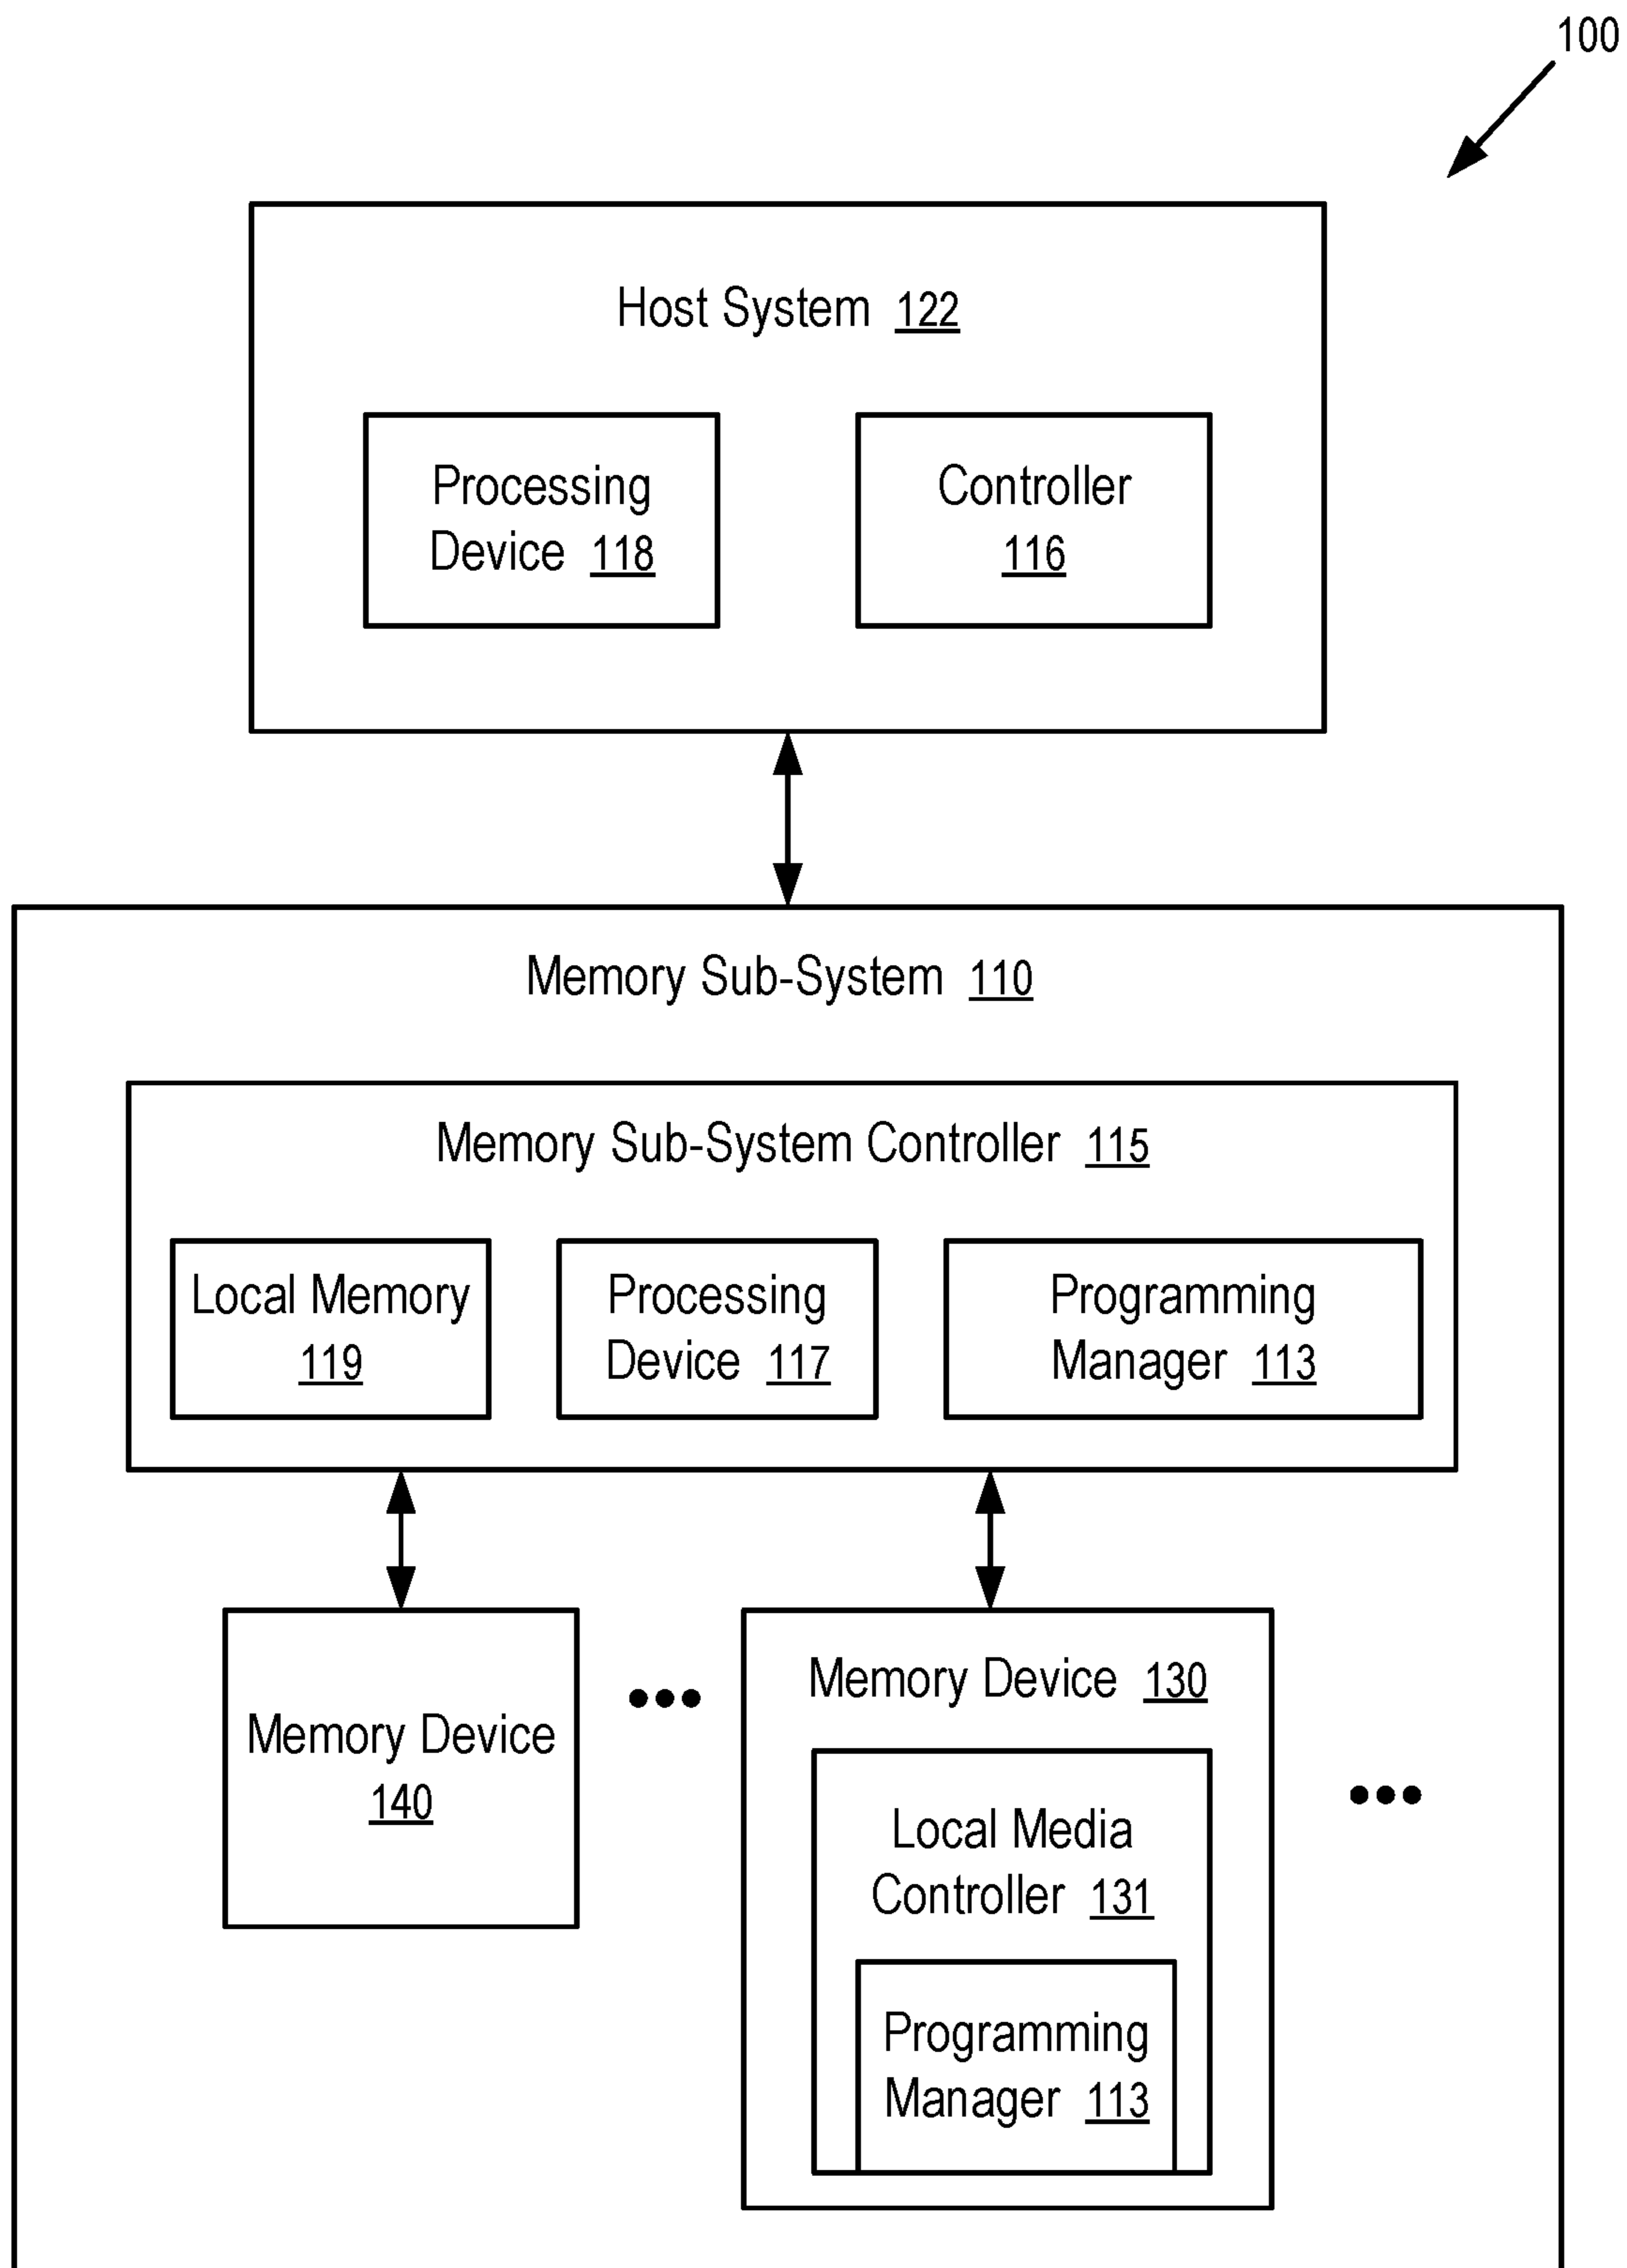 100
Host System 122
Processing
Device 118
Controller
116
Memory Sub-System 110
Memory Sub-System Controller 115
Local Memory
119
Processing
Device 117
Programming
Manager 113
Memory Device
140
Memory Device 130
Local Media
Controller 131
Programming
Manager 113